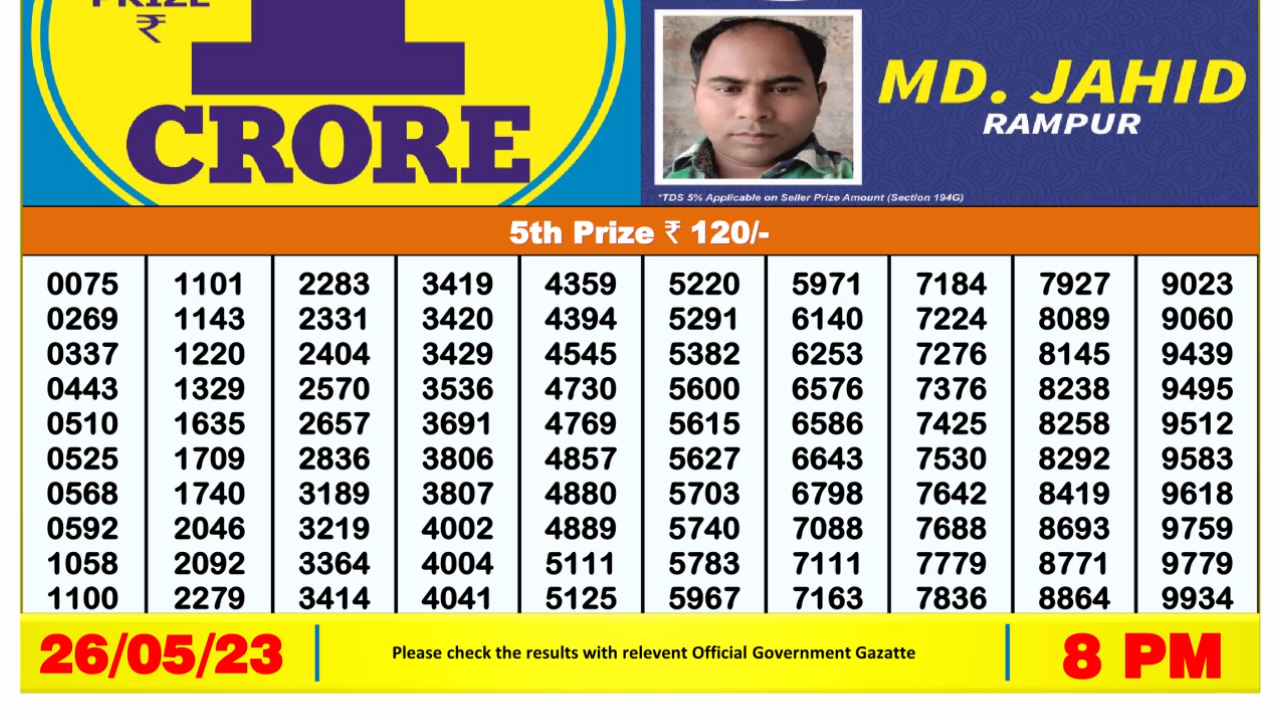 PRIZE
₹
1
CRORE
MD. JAHID
RAMPUR
*TDS 5% Applicable on Seller Prize Amount (Section 194G)
5th Prize ₹ 120/-
0075 1101 2283 3419 4359 5220 5971 7184 7927 9023
0269 1143 2331 3420 4394 5291 6140 7224 8089 9060
0337 1220 2404 3429 4545 5382 6253 7276 8145 9439
0443 1329 2570 3536 4730 5600 6576 7376 8238 9495
0510 1635 2657 3691 4769 5615 6586 7425 8258 9512
0525 1709 2836 3806 4857 5627 6643 7530 8292 9583
0568 1740 3189 3807 4880 5703 6798 7642 8419 9618
0592 2046 3219 4002 4889 5740 7088 7688 8693 9759
1058 2092 3364 4004 5111 5783 7111 7779 8771 9779
1100 2279 3414 4041 5125 5967 7163 7836 8864 9934
26/05/23 Please check the results with relevent Official Government Gazatte 8 PM